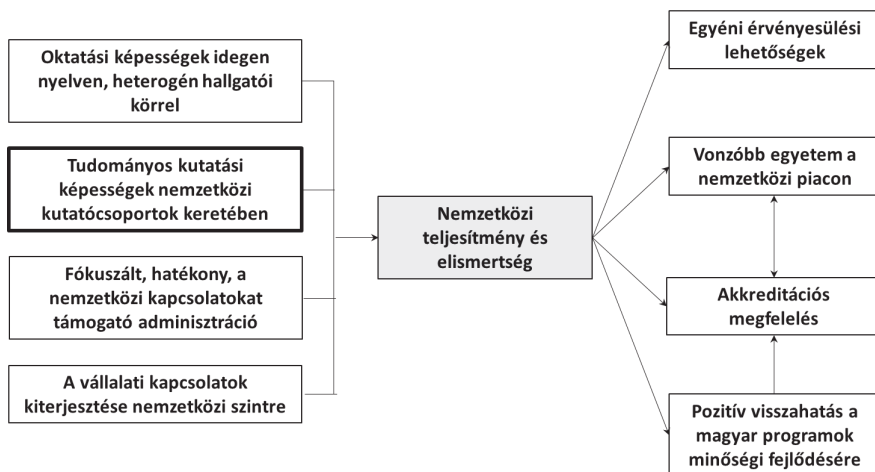 Oktatási képességek idegen
nyelven, heterogén hallgatói
körrel
Tudományos kutatási
képességek nemzetközi
kutatócsoportok keretében
Fókuszált, hatékony, a
nemzetközi kapcsolatokat
támogató adminisztráció
A vállalati kapcsolatok
kiterjesztése nemzetközi szintre
Nemzetközi
teljesítmény és
elismertség
Egyéni érvényesülési
lehetőségek
Vonzóbb egyetem a
nemzetközi piacon
Akkreditációs
megfelelés
Pozitív visszahatás a
magyar programok
minőségi fejlődésére